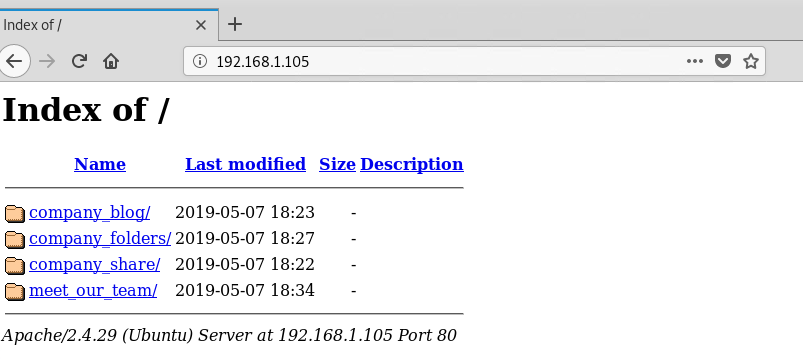 Index of /
192.168.1.105
Index of /
Name Last modified Size Description
company_blog/ 2019-05-07 18:23 -
company_folders/ 2019-05-07 18:27 -
company_share/ 2019-05-07 18:22 -
meet_our_team/ 2019-05-07 18:34 -
Apache/2.4.29 (Ubuntu) Server at 192.168.1.105 Port 80